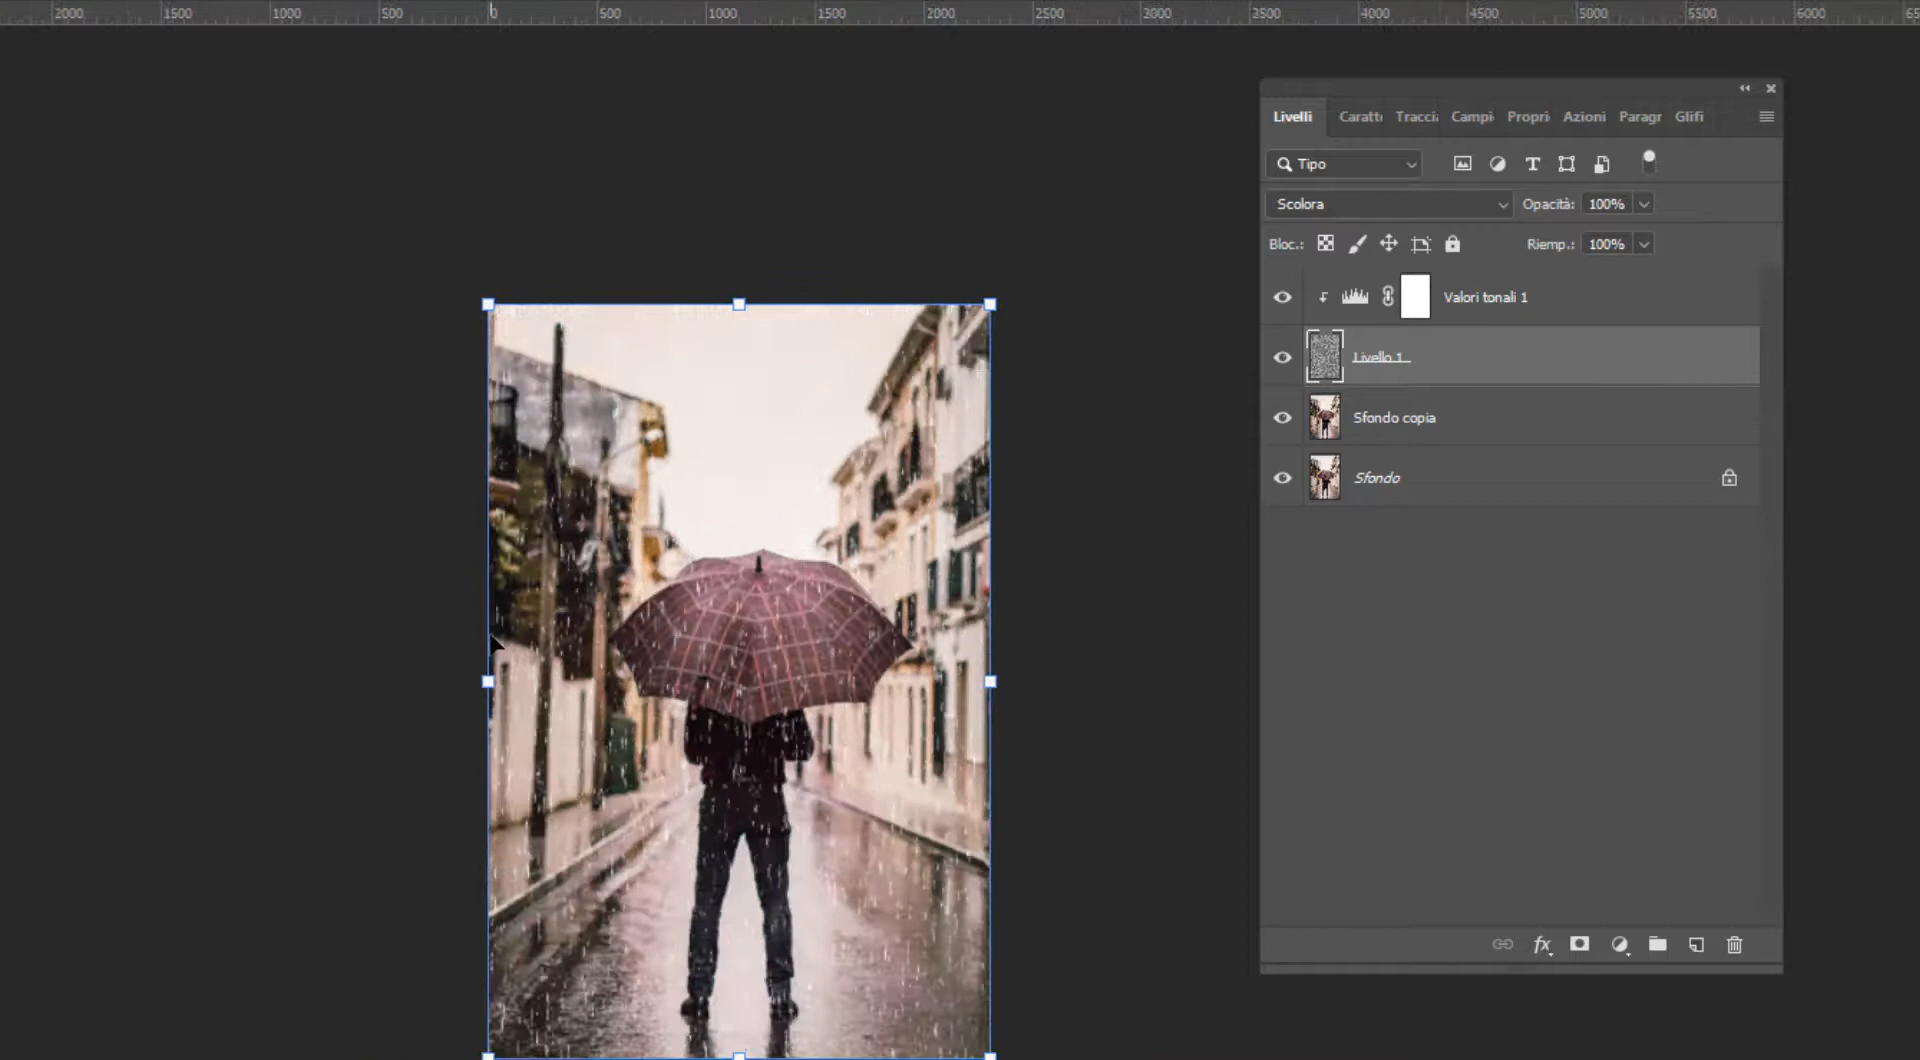 2000 1500 1000 500 0 500 1000 1500 2000 2500 3000 3500 4000 4500 5000 5500 6000 65
Livelli Caratt Traccia Campi Propri Azioni Paragr Glifi
Tipo
Scolora Opacità: 100%
Bloc.: Riemp.: 100%
Valori tonali 1
Livello 1
Sfondo copia
Sfondo
fx